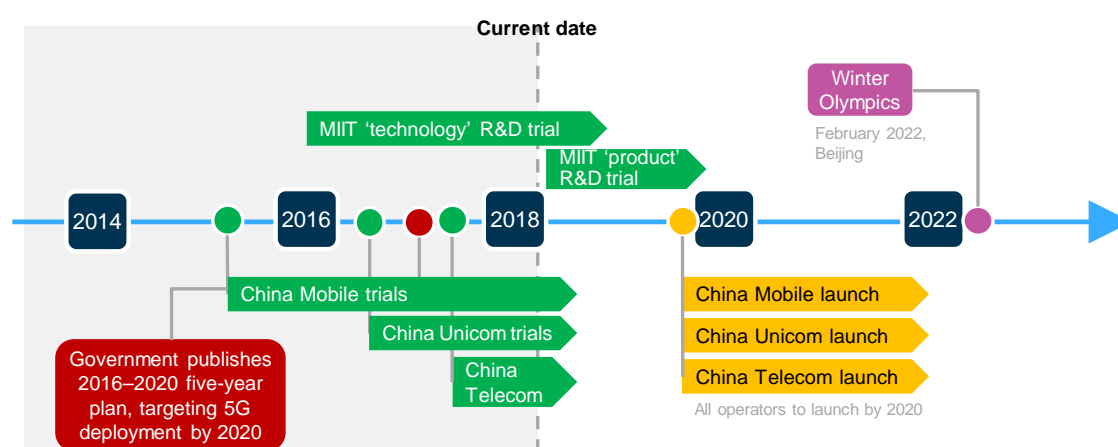 Current date
Winter
Olympics
MIIT ‘technology’ R&D trial
February 2022,
Beijing
MIIT ‘product’
R&D trial
2014
2016
2018
2020
2022
China Mobile trials
China Mobile launch
China Unicom trials
China Unicom launch
Government publishes
2016–2020 five-year
plan, targeting 5G
deployment by 2020
China
Telecom
China Telecom launch
All operators to launch by 2020